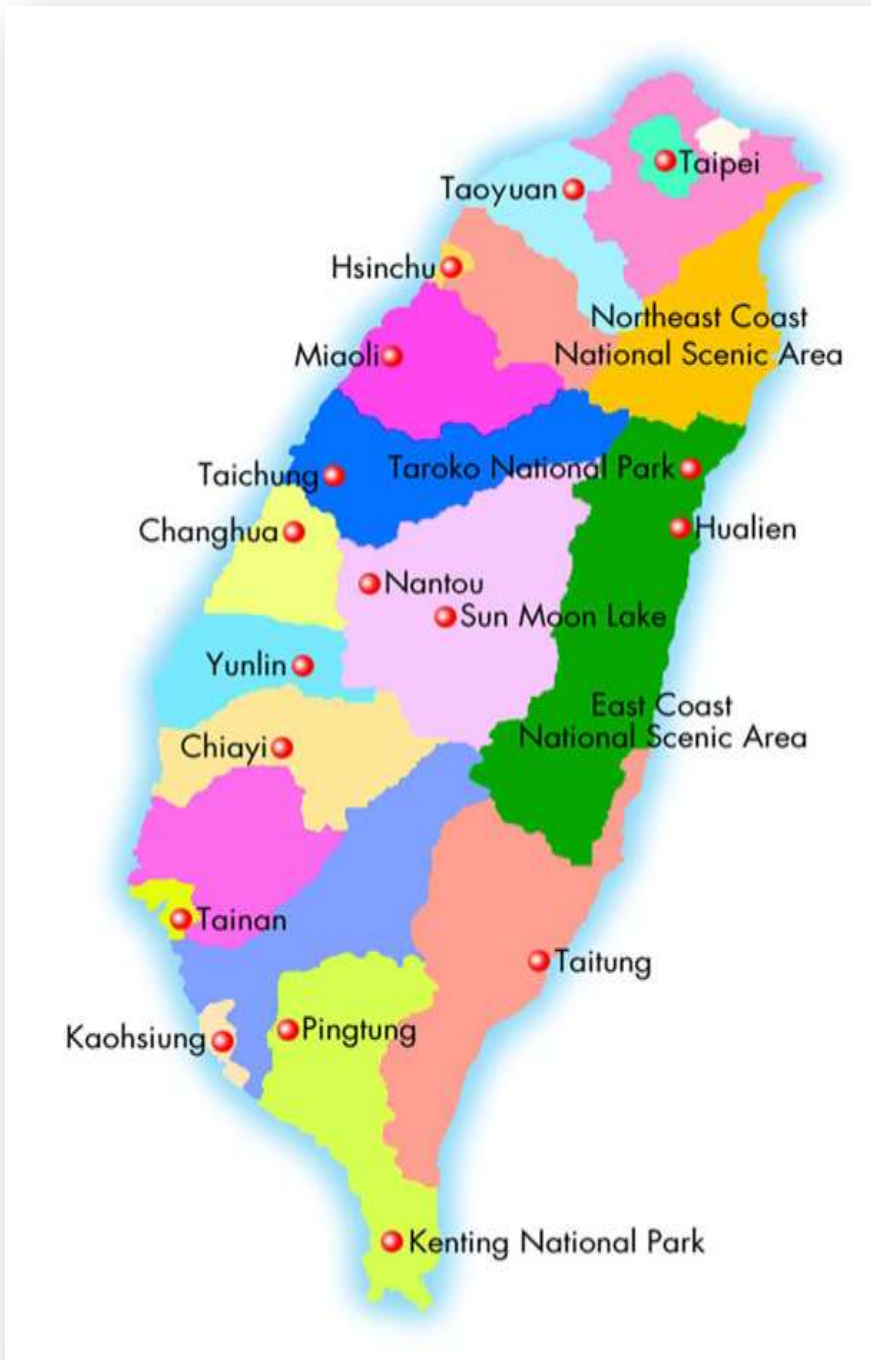 Taipei
Taoyuan
Hsinchu
Northeast Coast
National Scenic Area
Miaoli
Taichung
Taroko National Park
Changhua
Hualien
Nantou
Sun Moon Lake
Yunlin
East Coast
National Scenic Area
Chiayi
Tainan
Taitung
Kaohsiung
Pingtung
Kenting National Park